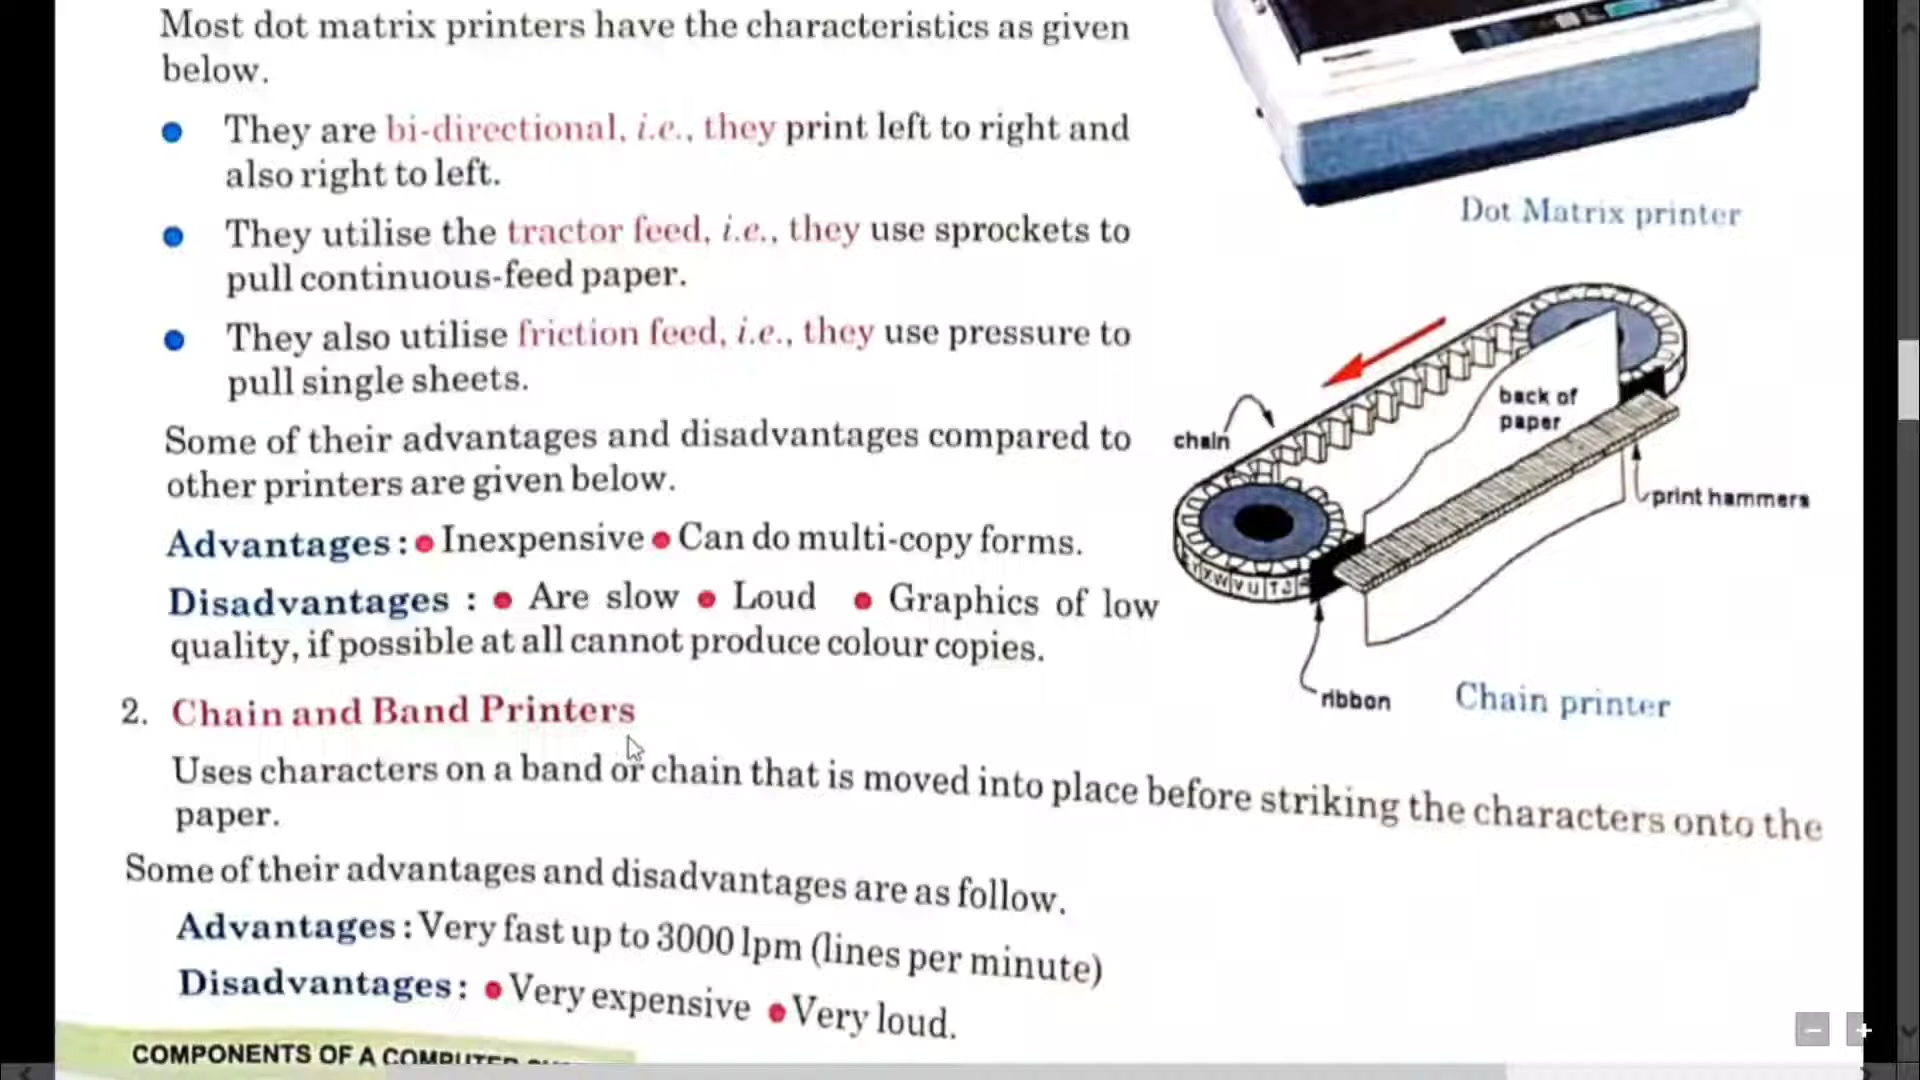 Most dot matrix printers have the characteristics as given
below.
● They are bi-directional, i.e., they print left to right and
also right to left.
● They utilise the tractor feed, i.e., they use sprockets to
pull continuous-feed paper.
● They also utilise friction feed, i.e., they use pressure to
pull single sheets.
Some of their advantages and disadvantages compared to
other printers are given below.
Advantages : ● Inexpensive ● Can do multi-copy forms.
Disadvantages : ● Are slow ● Loud ● Graphics of low
quality, if possible at all cannot produce colour copies.
Dot Matrix printer
back of
paper
chain
print hammers
ribbon
Chain printer
2. Chain and Band Printers
Uses characters on a band or chain that is moved into place before striking the characters onto the
paper.
Some of their advantages and disadvantages are as follow.
Advantages : Very fast up to 3000 lpm (lines per minute)
Disadvantages : ● Very expensive ● Very loud.
COMPONENTS OF A COMPUTER